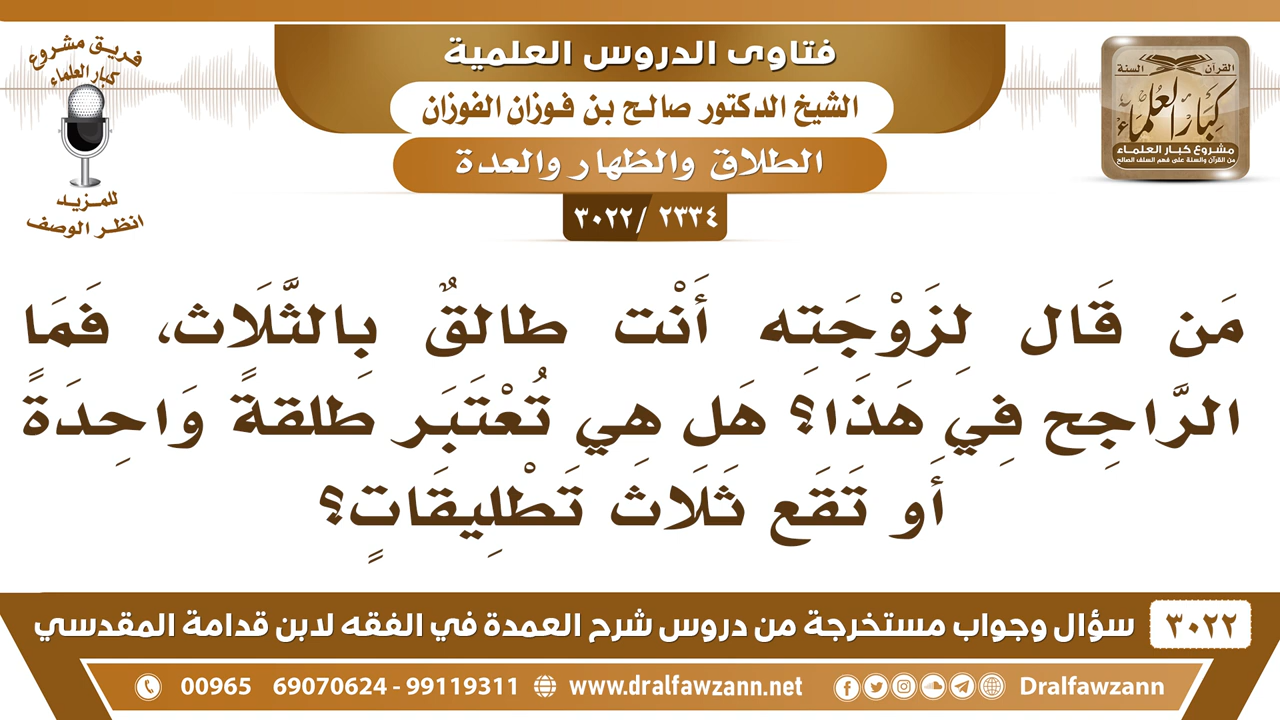 فتاوى الدروس العلمية
الشيخ الدكتور صالح بن فوزان الفوزان
الطلاق والظهار والعدة
٢٣٣٤ / ٣٠٢٢
فريق مشروع
كبار العلماء
للمزيد
انظر الوصف
القرآن السنة
كبار العلماء
مشروع كبار العلماء
من القرآن والسنة على فهم السلف الصالح
مَن قَال لِزَوْجَتِه أَنْت طالقٌ بِالثَّلَاث، فَمَا
الرَّاجِح فِي هَذَا؟ هَل هِي تُعْتَبَر طَلقةً وَاحِدَةً
أَو تَقَع ثَلَاث تَطْلِيقَاتٍ؟
٣٠٢٢ سؤال وجواب مستخرجة من دروس شرح العمدة في الفقه لابن قدامة المقدسي
00965 69070624 - 99119311 www.dralfawzann.net Dralfawzann